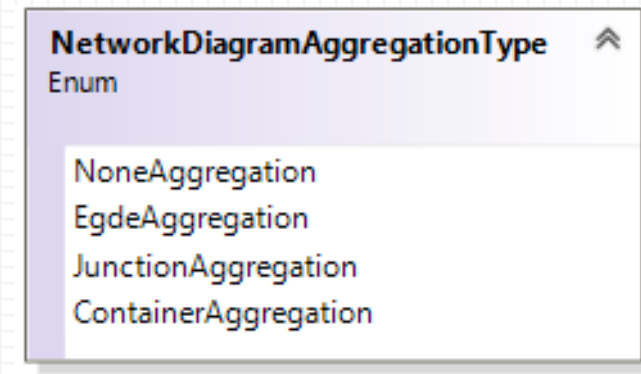 NetworkDiagramAggregationType
Enum
NoneAggregation
EgdeAggregation
JunctionAggregation
ContainerAggregation